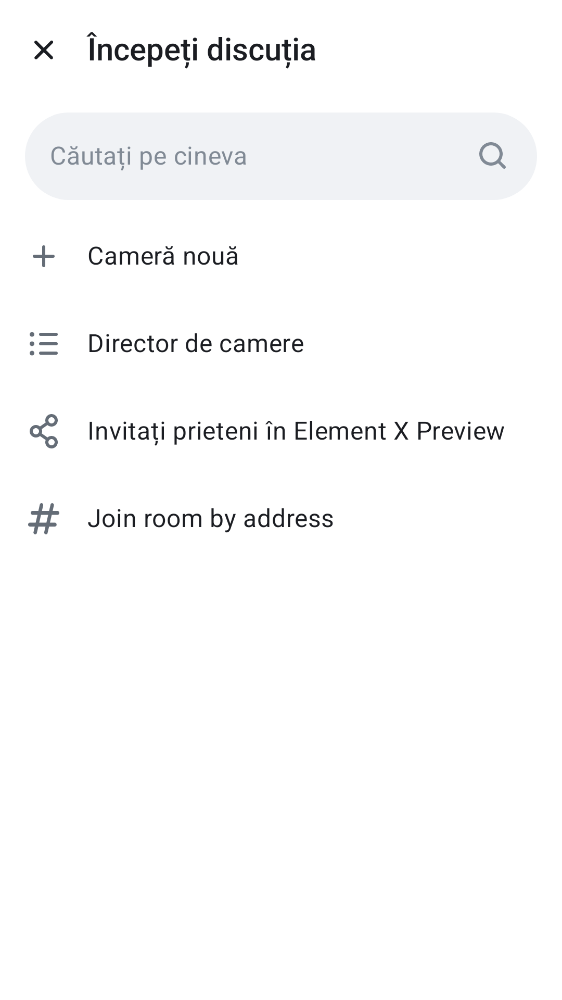 Începeți discuția
Căutați pe cineva
Cameră nouă
Director de camere
Invitați prieteni în Element X Preview
Join room by address